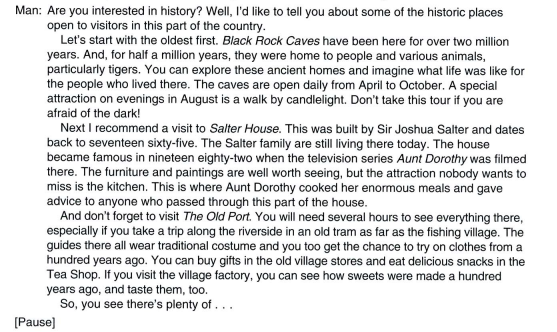 Man: Are you interested in history? Well, I'd like to tell you about some of the historic places
open to visitors in this part of the country.
Let's start with the oldest first. Black Rock Caves have been here for over two million
years. And, for half a million years, they were home to people and various animals,
particularly tigers. You can explore these ancient homes and imagine what life was like for
the people who lived there. The caves are open daily from April to October. A special
attraction on evenings in August is a walk by candlelight. Don't take this tour if you are
afraid of the dark!
Next I recommend a visit to Salter House. This was built by Sir Joshua Salter and dates
back to seventeen sixty-five. The Salter family are still living there today. The house
became famous in nineteen eighty-two when the television series Aunt Dorothy was filmed
there. The furniture and paintings are well worth seeing, but the attraction nobody wants to
miss is the kitchen. This is where Aunt Dorothy cooked her enormous meals and gave
advice to anyone who passed through this part of the house.
And don't forget to visit The Old Port. You will need several hours to see everything there,
especially if you take a trip along the riverside in an old tram as far as the fishing village. The
guides there all wear traditional costume and you too get the chance to try on clothes from a
hundred years ago. You can buy gifts in the old village stores and eat delicious snacks in the
Tea Shop. If you visit the village factory, you can see how sweets were made a hundred
years ago, and taste them, too.
So, you see there's plenty of . . .
[Pause]